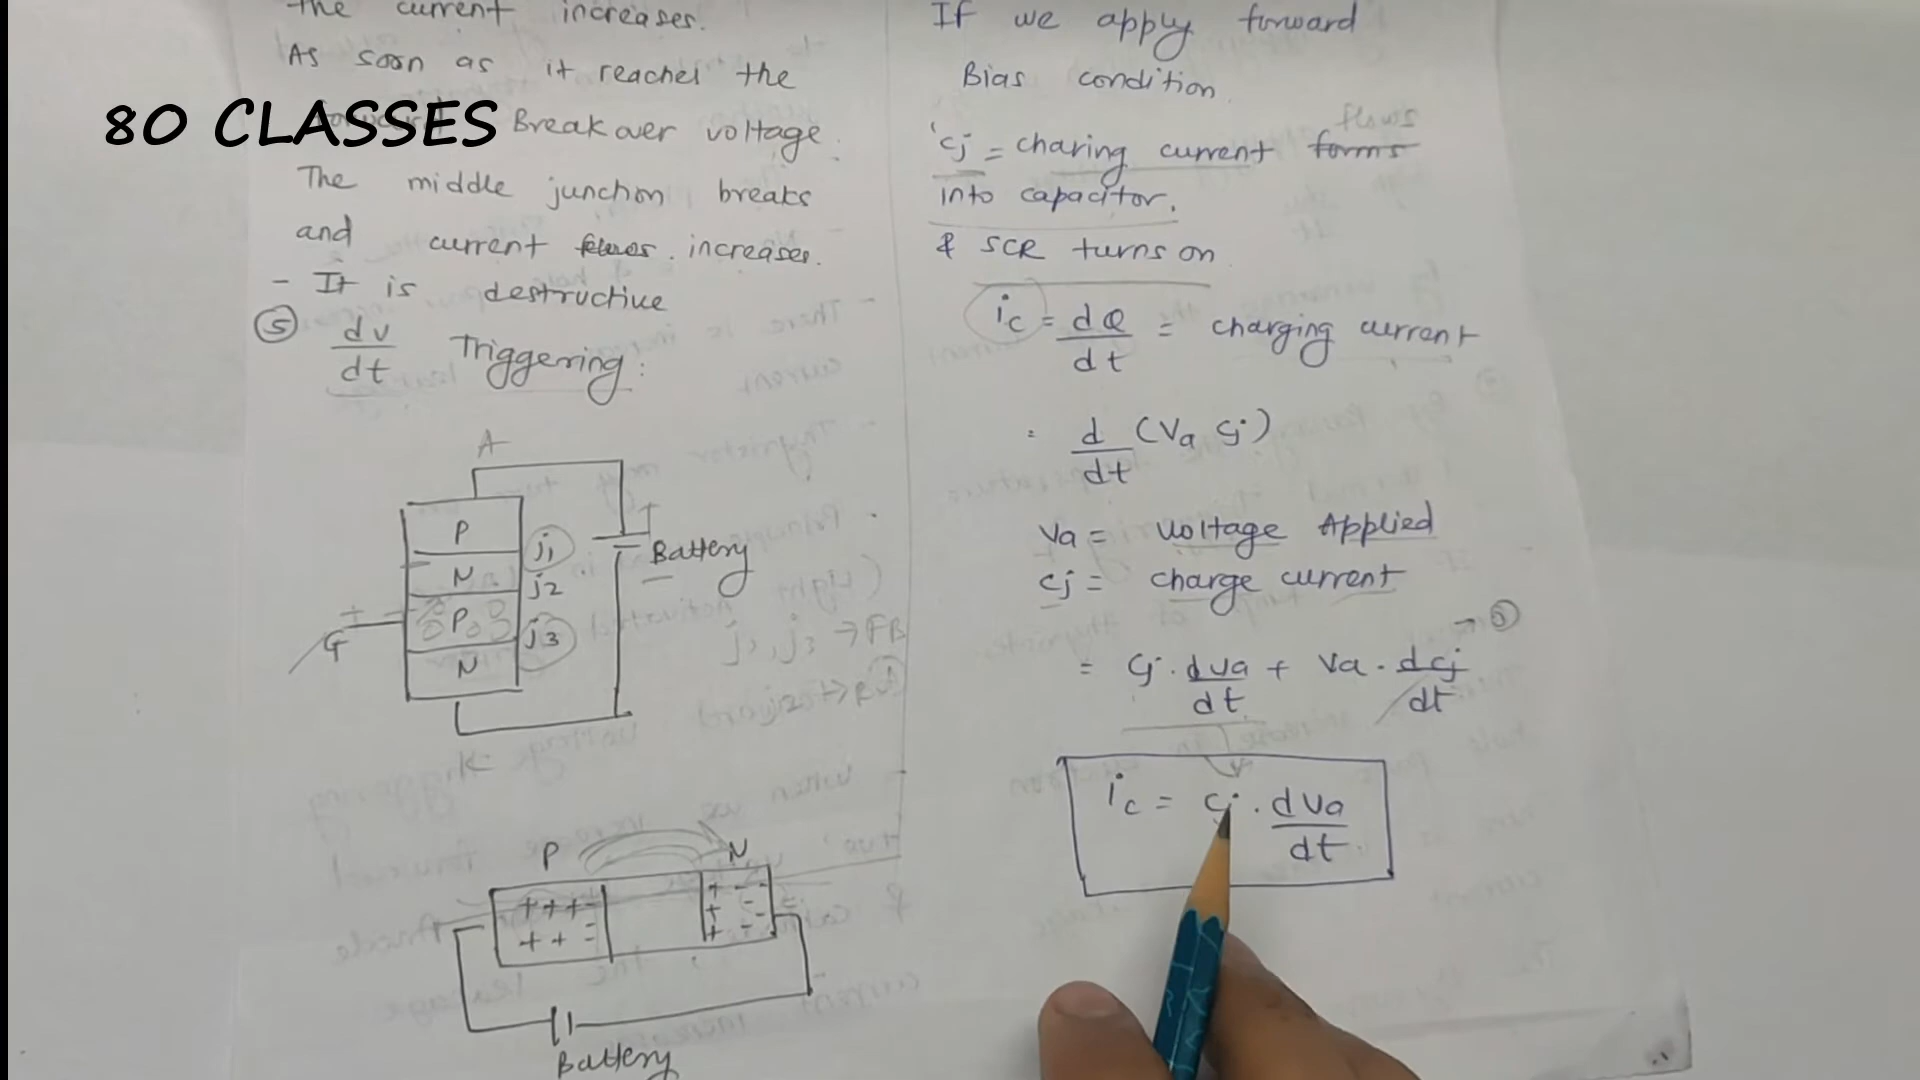 the current increases.
As soon as it reaches the
80 CLASSES
Breakover voltage.
The middle junction breaks
and current increases.
- It is destructive
5 dv/dt Triggering:
A
P
N
P
N
j1
j2
j3
+
G
K
Battery
P N
+ + + -
+ + =
+ - -
+ -
+ - -
Battery
If we apply forward
Bias condition.
flows
'cj = charing current forms
into capacitor.
& SCR turns on
ic = dQ/dt = charging current
= d/dt (Va Cj)
Va = Voltage Applied
cj = charge current
→ 0
= Cj . dva/dt + Va . dcj/dt
ic = cj . dva/dt